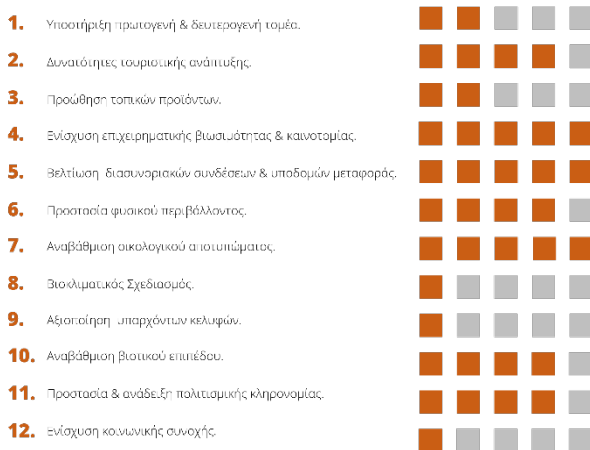 1. Υποστήριξη πρωτογενή & δευτερογενή τομέα.
2. Δυνατότητες τουριστικής ανάπτυξης.
3. Προώθηση τοπικών προϊόντων.
4. Ενίσχυση επιχειρηματικής βιωσιμότητας & καινοτομίας.
5. Βελτίωση διασυνοριακών συνδέσεων & υποδομών μεταφοράς.
6. Προστασία φυσικού περιβάλλοντος.
7. Αναβάθμιση οικολογικού αποτυπώματος.
8. Βιοκλιματικός Σχεδιασμός.
9. Αξιοποίηση υπαρχόντων κελυφών.
10. Αναβάθμιση βιοτικού επιπέδου.
11. Προστασία & ανάδειξη πολιτισμικής κληρονομίας.
12. Ενίσχυση κοινωνικής συνοχής.